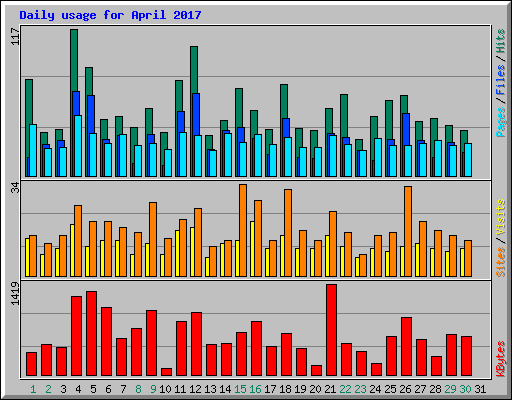 Daily usage for April 2017
117
Pages / Files / Hits
34
Sites / Visits
1419
KBytes
1 2 3 4 5 6 7 8 9 10 11 12 13 14 15 16 17 18 19 20 21 22 23 24 25 26 27 28 29 30 31